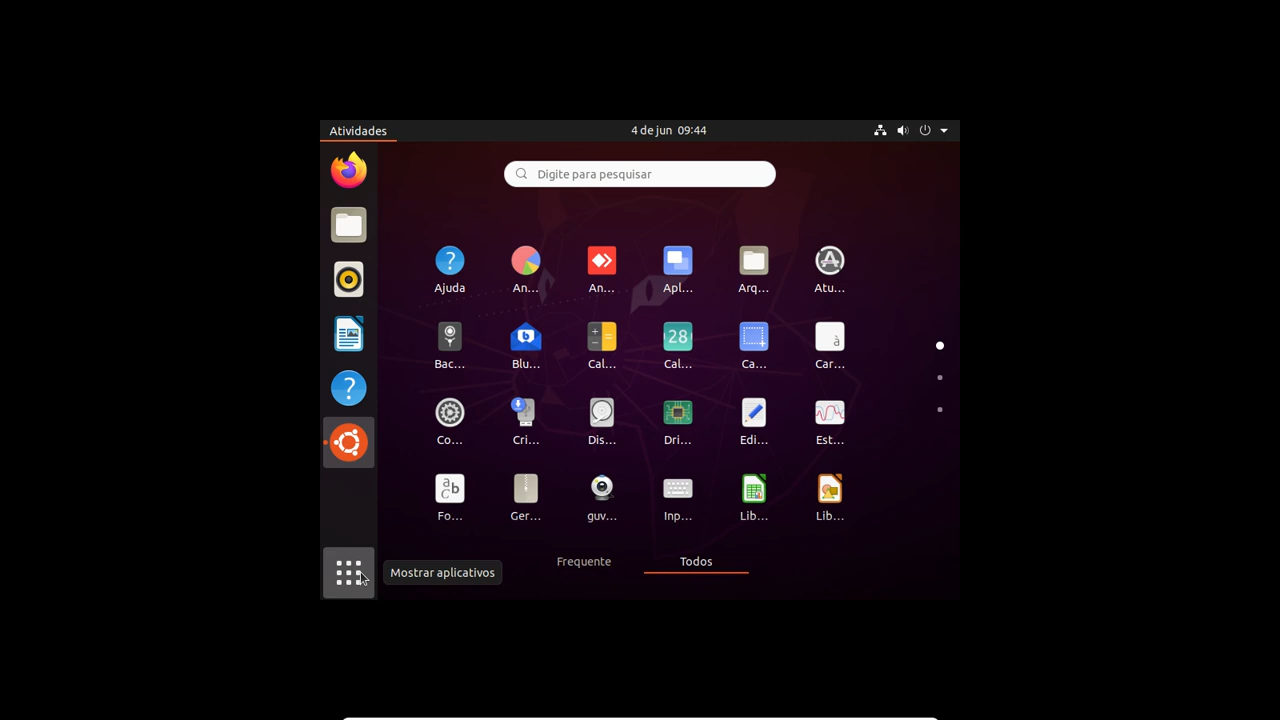 Atividades
4 de jun 09:44
Digite para pesquisar
Ajuda
An...
An...
Apl...
Arq...
Atu...
Bac...
Blu...
Cal...
Cal...
Ca...
Car...
Co...
Cri...
Dis...
Dri...
Edi...
Est...
Fo...
Ger...
guv...
Inp...
Lib...
Lib...
Frequente
Todos
Mostrar aplicativos